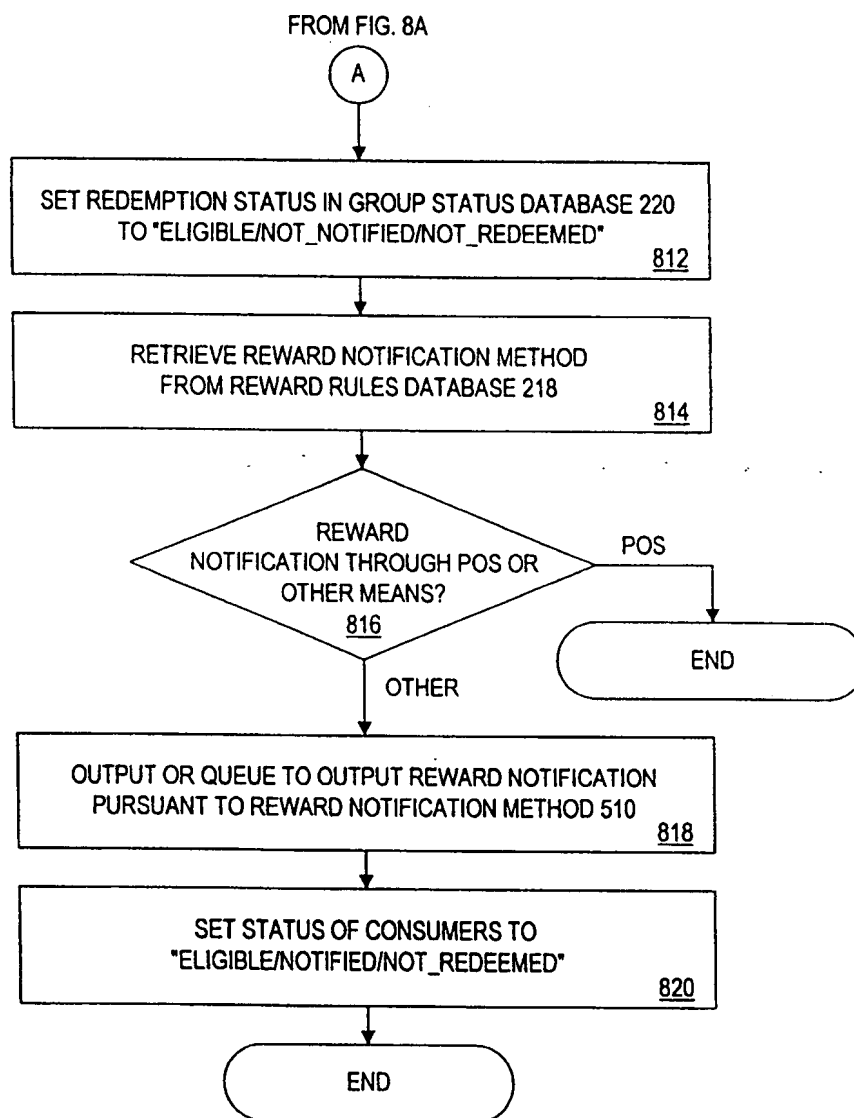 FROM FIG. 8A
A
SET REDEMPTION STATUS IN GROUP STATUS DATABASE 220
TO "ELIGIBLE/NOT_NOTIFIED/NOT_REDEEMED"
812
RETRIEVE REWARD NOTIFICATION METHOD
FROM REWARD RULES DATABASE 218
814
REWARD
NOTIFICATION THROUGH POS OR
OTHER MEANS?
816
POS
END
OTHER
OUTPUT OR QUEUE TO OUTPUT REWARD NOTIFICATION
PURSUANT TO REWARD NOTIFICATION METHOD 510
818
SET STATUS OF CONSUMERS TO
"ELIGIBLE/NOTIFIED/NOT_REDEEMED"
820
END